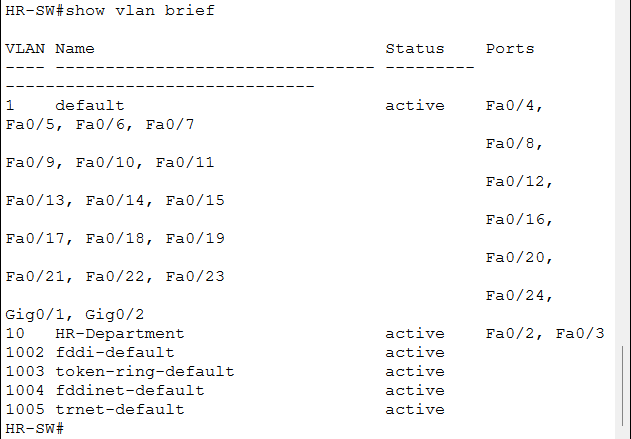 HR-SW#show vlan brief
VLAN Name                             Status    Ports
---- -------------------------------- ---------
-------------------------------
1    default                          active    Fa0/4,
Fa0/5, Fa0/6, Fa0/7
                                                Fa0/8,
Fa0/9, Fa0/10, Fa0/11
                                                Fa0/12,
Fa0/13, Fa0/14, Fa0/15
                                                Fa0/16,
Fa0/17, Fa0/18, Fa0/19
                                                Fa0/20,
Fa0/21, Fa0/22, Fa0/23
                                                Fa0/24,
Gig0/1, Gig0/2
10   HR-Department                    active    Fa0/2, Fa0/3
1002 fddi-default                     active
1003 token-ring-default               active
1004 fddinet-default                  active
1005 trnet-default                    active
HR-SW#